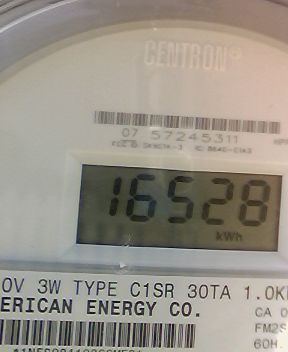 CENTRON®
07 57245311
16528
kWh
0V 3W TYPE C1SR 30TA 1.0K
ERICAN ENERGY CO.
CA 0
FM2S
60H